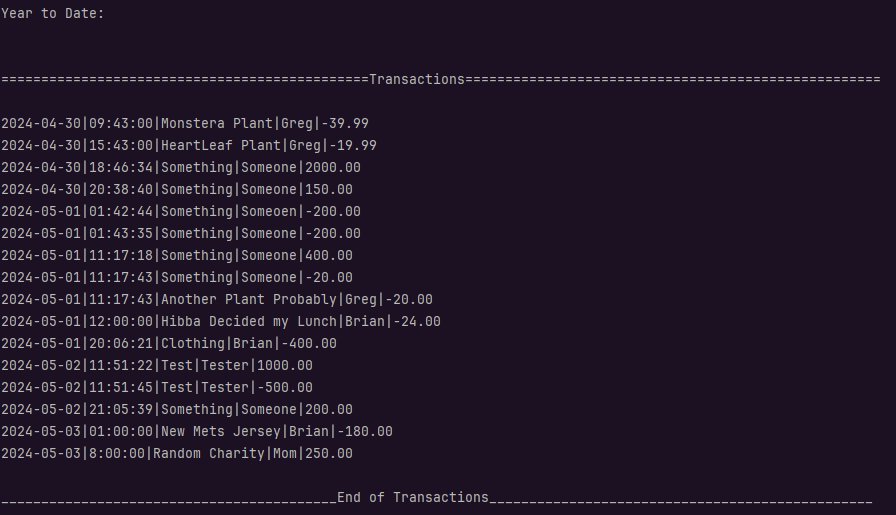 Year to Date:
==============================================Transactions====================================================
2024-04-30|09:43:00|Monstera Plant|Greg|-39.99
2024-04-30|15:43:00|HeartLeaf Plant|Greg|-19.99
2024-04-30|18:46:34|Something|Someone|2000.00
2024-04-30|20:38:40|Something|Someone|150.00
2024-05-01|01:42:44|Something|Someoen|-200.00
2024-05-01|01:43:35|Something|Someone|-200.00
2024-05-01|11:17:18|Something|Someone|400.00
2024-05-01|11:17:43|Something|Someone|-20.00
2024-05-01|11:17:43|Another Plant Probably|Greg|-20.00
2024-05-01|12:00:00|Hibba Decided my Lunch|Brian|-24.00
2024-05-01|20:06:21|Clothing|Brian|-400.00
2024-05-02|11:51:22|Test|Tester|1000.00
2024-05-02|11:51:45|Test|Tester|-500.00
2024-05-02|21:05:39|Something|Someone|200.00
2024-05-03|01:00:00|New Mets Jersey|Brian|-180.00
2024-05-03|8:00:00|Random Charity|Mom|250.00
__________________________________________End of Transactions________________________________________________